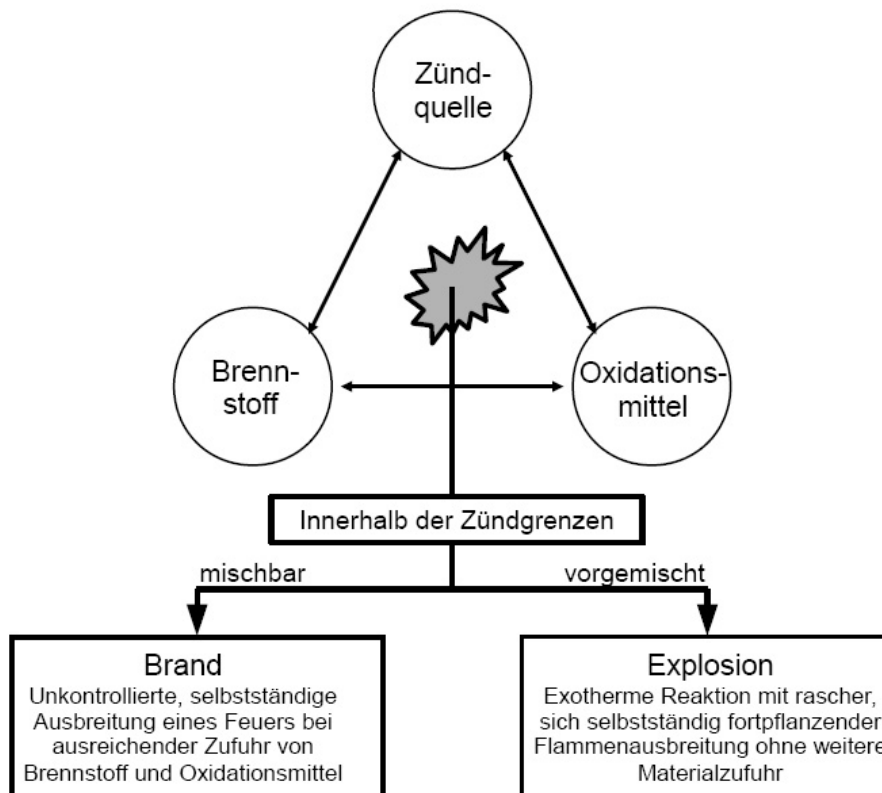 Zünd-
quelle
Brenn-
stoff
Oxidations-
mittel
Innerhalb der Zündgrenzen
mischbar
vorgemischt
Brand
Unkontrollierte, selbstständige
Ausbreitung eines Feuers bei
ausreichender Zufuhr von
Brennstoff und Oxidationsmittel
Explosion
Exotherme Reaktion mit rascher,
sich selbstständig fortpflanzender
Flammenausbreitung ohne weitere
Materialzufuhr